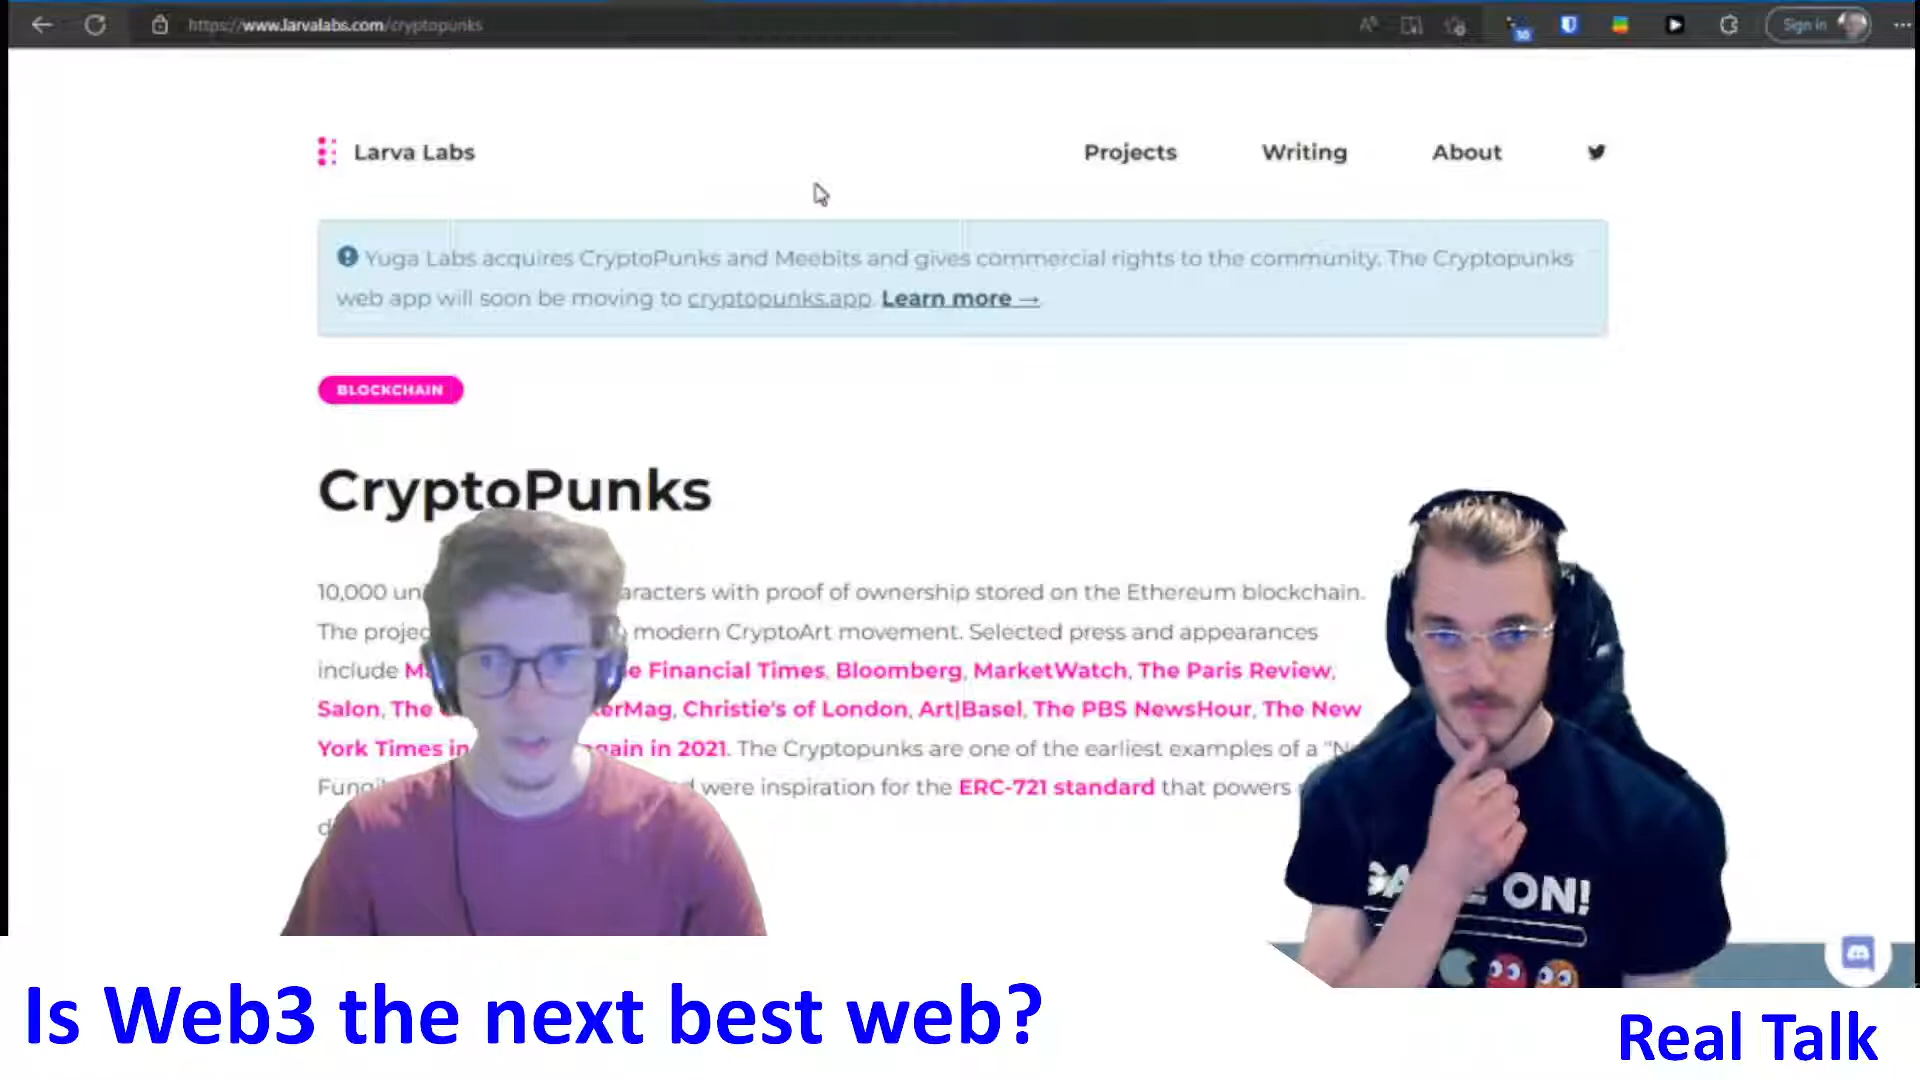 https://www.larvalabs.com/cryptopunks
Sign in
Larva Labs
Projects
Writing
About
Yuga Labs acquires CryptoPunks and Meebits and gives commercial rights to the community. The Cryptopunks
web app will soon be moving to cryptopunks.app. Learn more →
BLOCKCHAIN
CryptoPunks
10,000 with proof of ownership stored on the Ethereum blockchain.
The modern CryptoArt movement. Selected press and appearances
include Financial Times, Bloomberg, MarketWatch, The Paris Review,
Salon, The Christie's of London, Art|Basel, The PBS NewsHour, The New
York Times in in 2021. The Cryptopunks are one of the earliest examples of a
were inspiration for the ERC-721 standard that powers
ON!
Is Web3 the next best web?
Real Talk